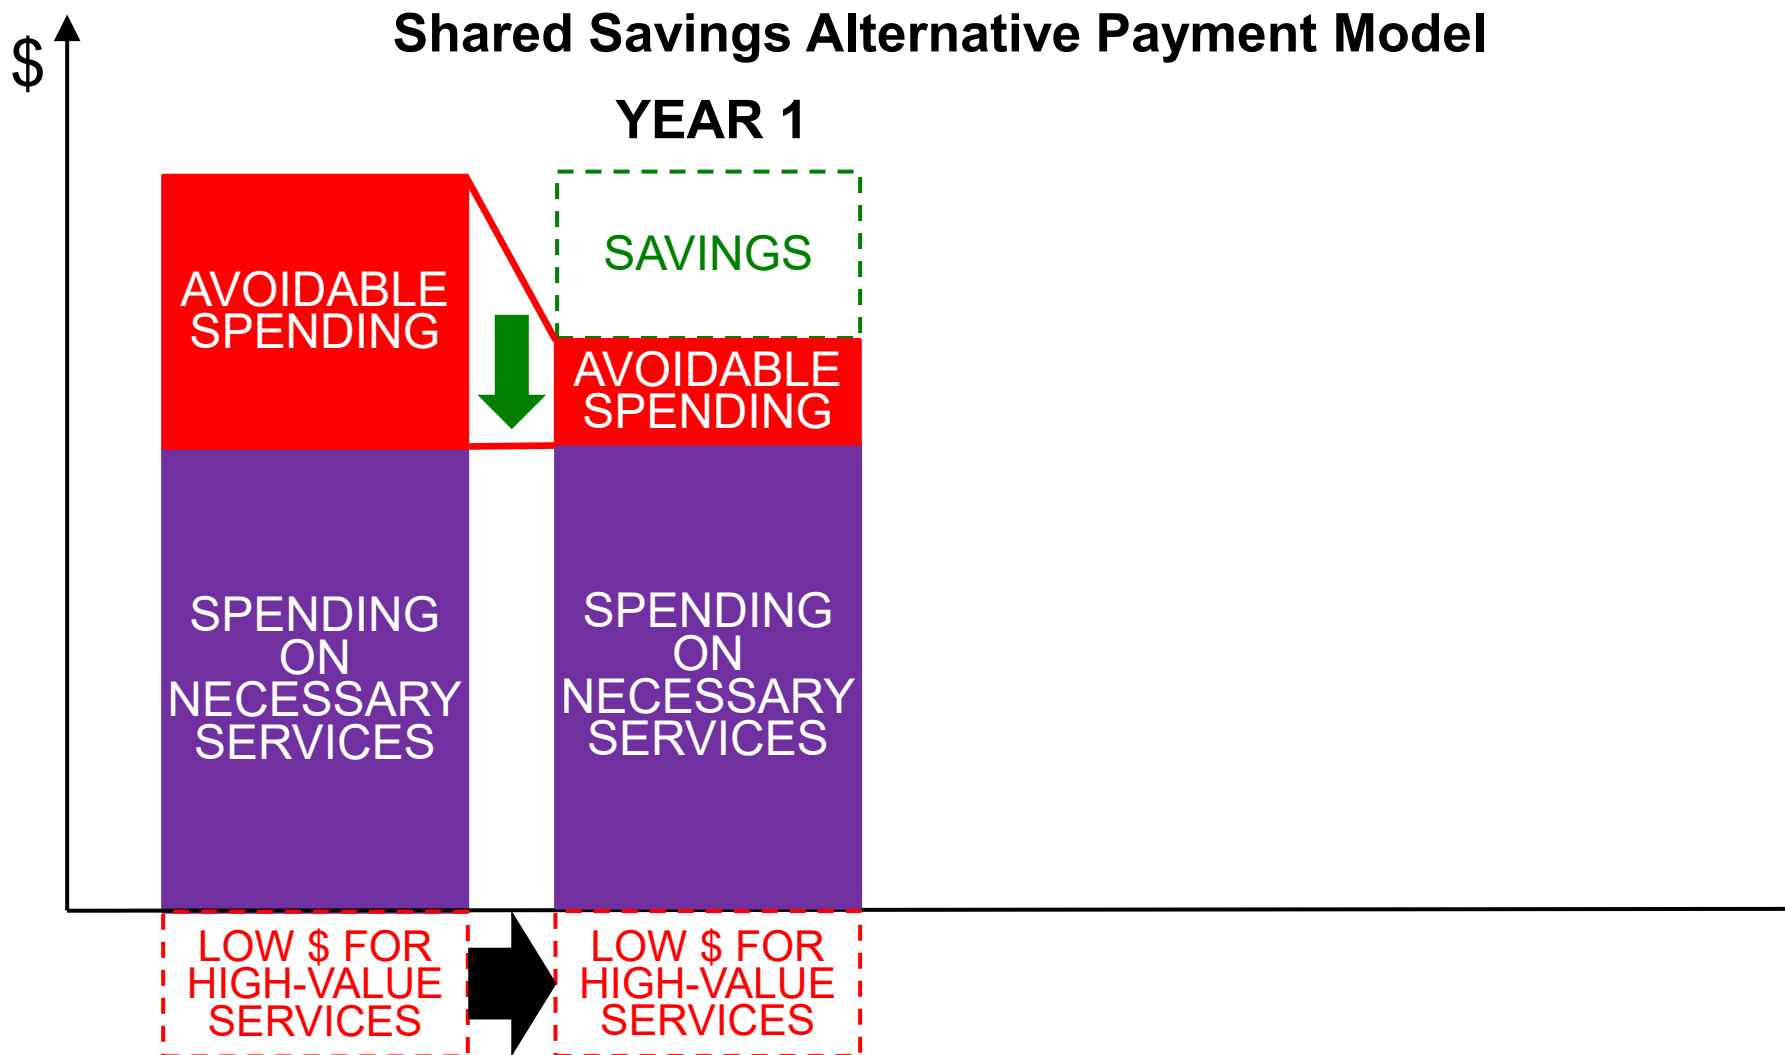 Shared Savings Alternative Payment Model
$
YEAR 1
AVOIDABLE
SPENDING
SPENDING
ON
NECESSARY
SERVICES
LOW $ FOR
HIGH-VALUE
SERVICES
SAVINGS
AVOIDABLE
SPENDING
SPENDING
ON
NECESSARY
SERVICES
LOW $ FOR
HIGH-VALUE
SERVICES